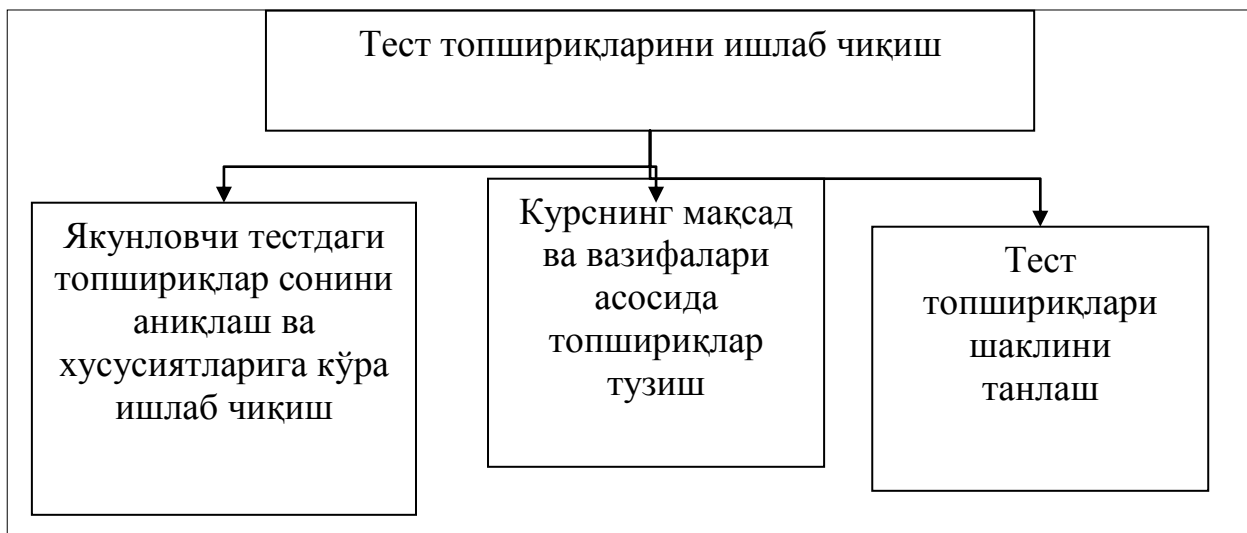 Тест топшириқларини ишлаб чиқиш
Якунловчи тестдаги
топшириқлар сонини
аниқлаш ва
хусусиятларига кўра
ишлаб чиқиш
Курснинг мақсад
ва вазифалари
асосида
топшириқлар
тузиш
Тест
топшириқлари
шаклини
танлаш